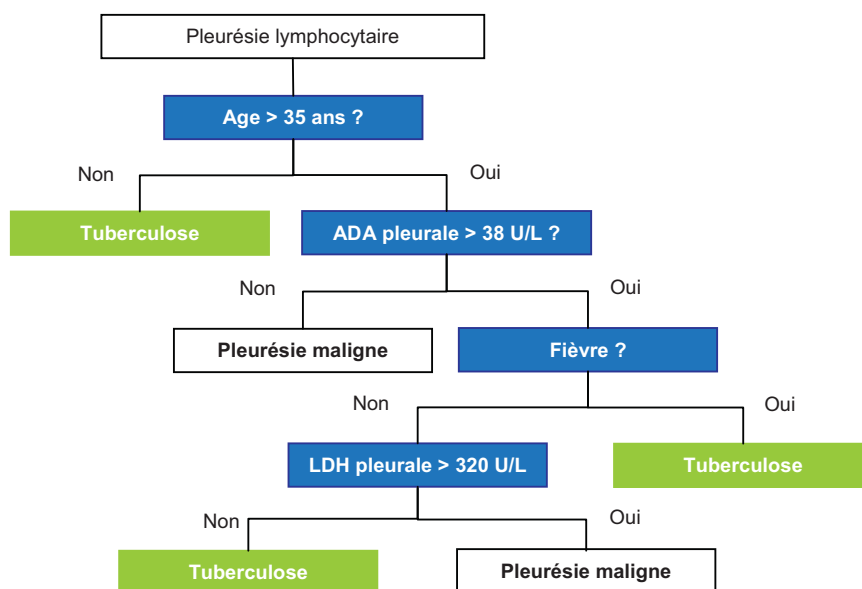 Pleurésie lymphocytaire
Age > 35 ans ?
Non
Oui
Tuberculose
ADA pleurale > 38 U/L ?
Non
Oui
Pleurésie maligne
Fièvre ?
Non
Oui
LDH pleurale > 320 U/L
Tuberculose
Non
Oui
Tuberculose
Pleurésie maligne